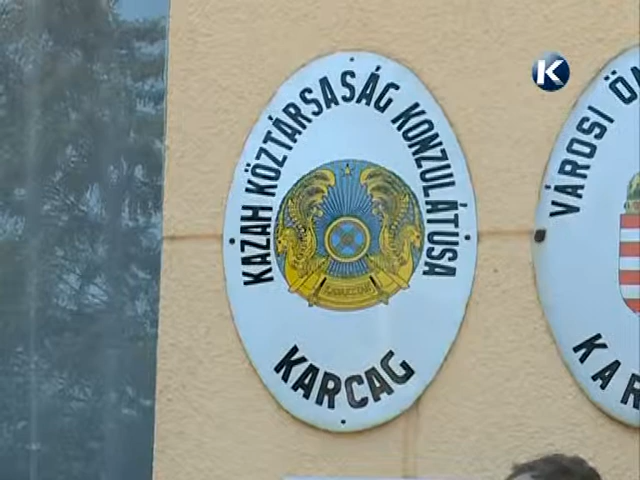 K
KAZAH KÖZTÁRSASÁG KONZULÁTUSA
KARCAG
VÁROSI Ö
KAR